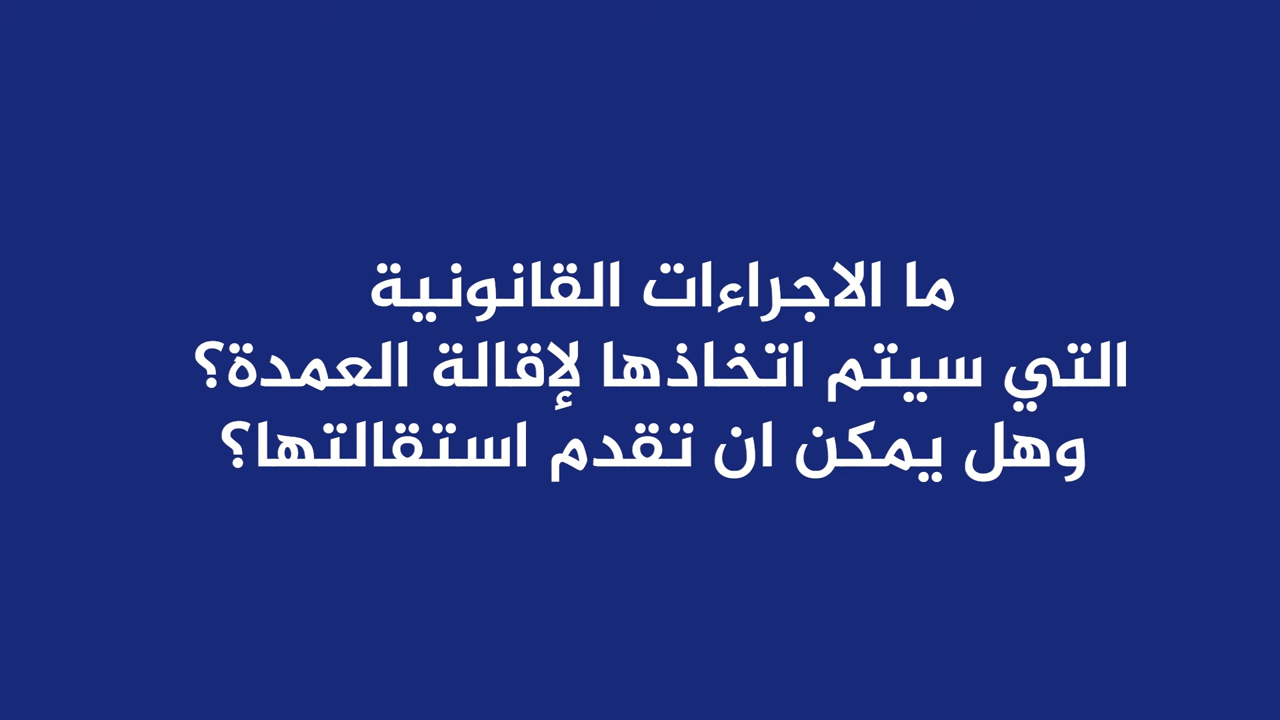 ما الاجراءات القانونية
التي سيتم اتخاذها لإقالة العمدة؟
وهل يمكن ان تقدم استقالتها؟